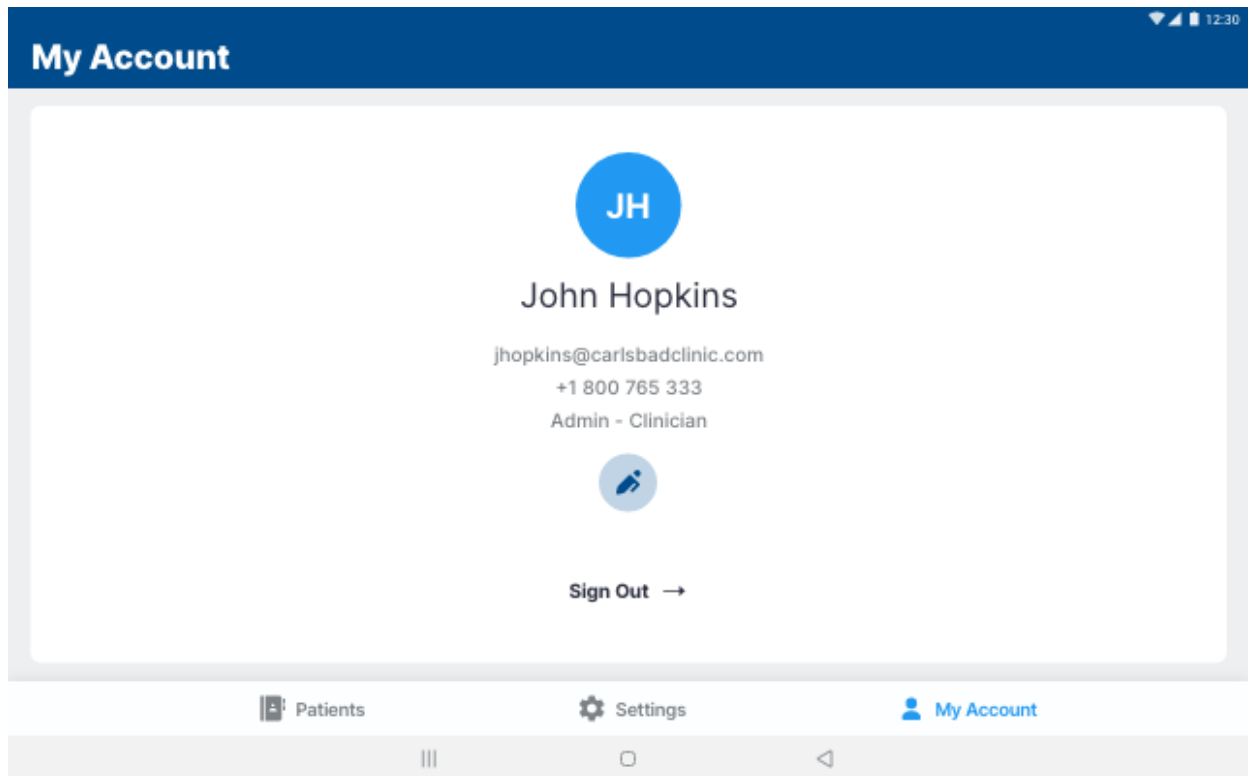 12:30
My Account
JH
John Hopkins
jhopkins@carlsbadclinic.com
+1 800 765 333
Admin - Clinician
Sign Out →
Patients
Settings
My Account